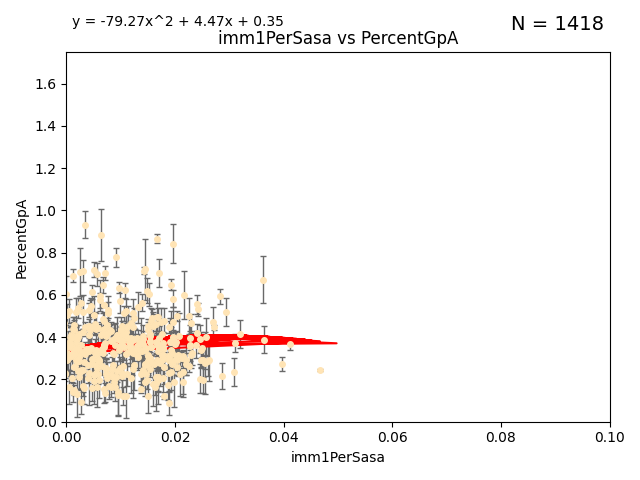 y = -79.27x^2 + 4.47x + 0.35
N = 1418
imm1PerSasa vs PercentGpA
1.6
1.4
1.2
1.0
0.8
0.6
0.4
0.2
0.0
PercentGpA
0.00 0.02 0.04 0.06 0.08 0.10
imm1PerSasa